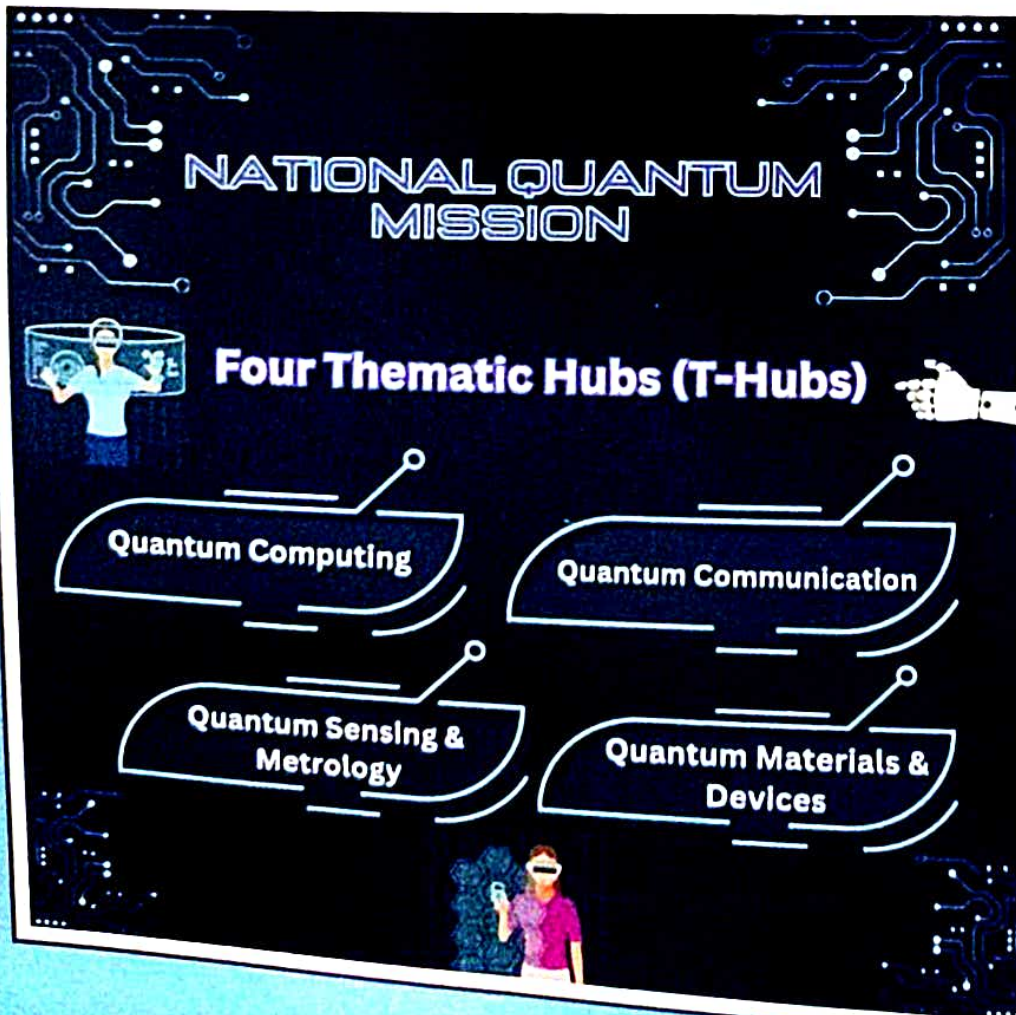 NATIONAL QUANTUM
MISSION
Four Thematic Hubs (T-Hubs)
Quantum Computing
Quantum Communication
Quantum Sensing &
Metrology
Quantum Materials &
Devices